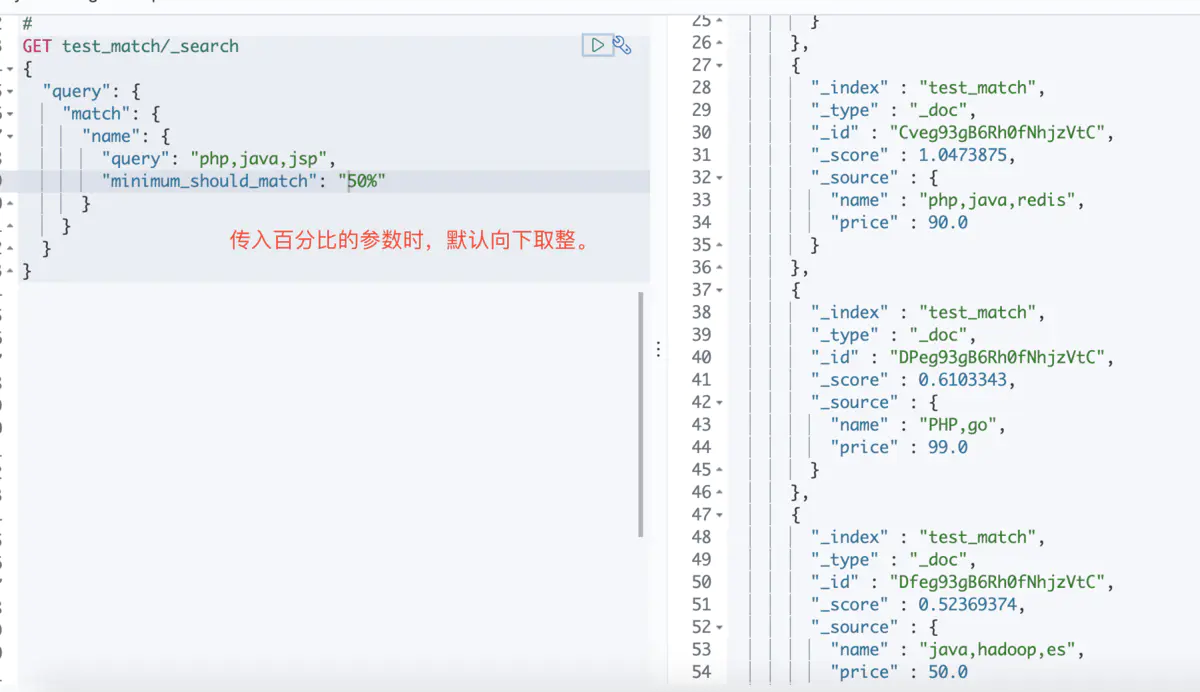 #
GET test_match/_search
{
"query": {
"match": {
"name": {
"query": "php,java,jsp",
"minimum_should_match": "50%"
}
}
}
}
传入百分比的参数时，默认向下取整。
25 }
26 },
27 {
28 "_index" : "test_match",
29 "_type" : "_doc",
30 "_id" : "Cveg93gB6Rh0fNhjzVtC",
31 "_score" : 1.0473875,
32 "_source" : {
33 "name" : "php,java,redis",
34 "price" : 90.0
35 }
36 },
37 {
38 "_index" : "test_match",
39 "_type" : "_doc",
40 "_id" : "DPeg93gB6Rh0fNhjzVtC",
41 "_score" : 0.6103343,
42 "_source" : {
43 "name" : "PHP,go",
44 "price" : 99.0
45 }
46 },
47 {
48 "_index" : "test_match",
49 "_type" : "_doc",
50 "_id" : "Dfeg93gB6Rh0fNhjzVtC",
51 "_score" : 0.52369374,
52 "_source" : {
53 "name" : "java,hadoop,es",
54 "price" : 50.0